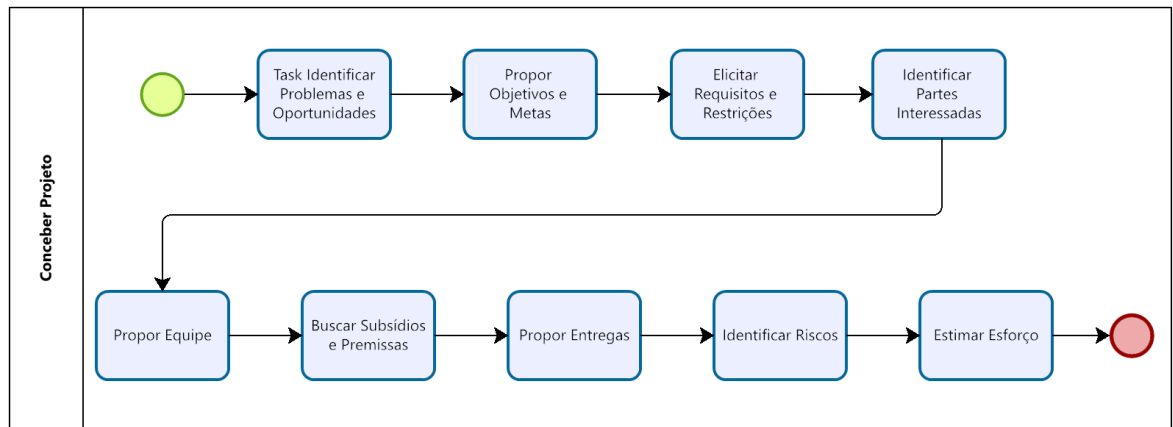 Conceber Projeto
Task Identificar
Problemas e
Oportunidades
Propor
Objetivos e
Metas
Elicitar
Requisitos e
Restrições
Identificar
Partes
Interessadas
Propor Equipe
Buscar Subsídios
e Premissas
Propor Entregas
Identificar Riscos
Estimar Esforço